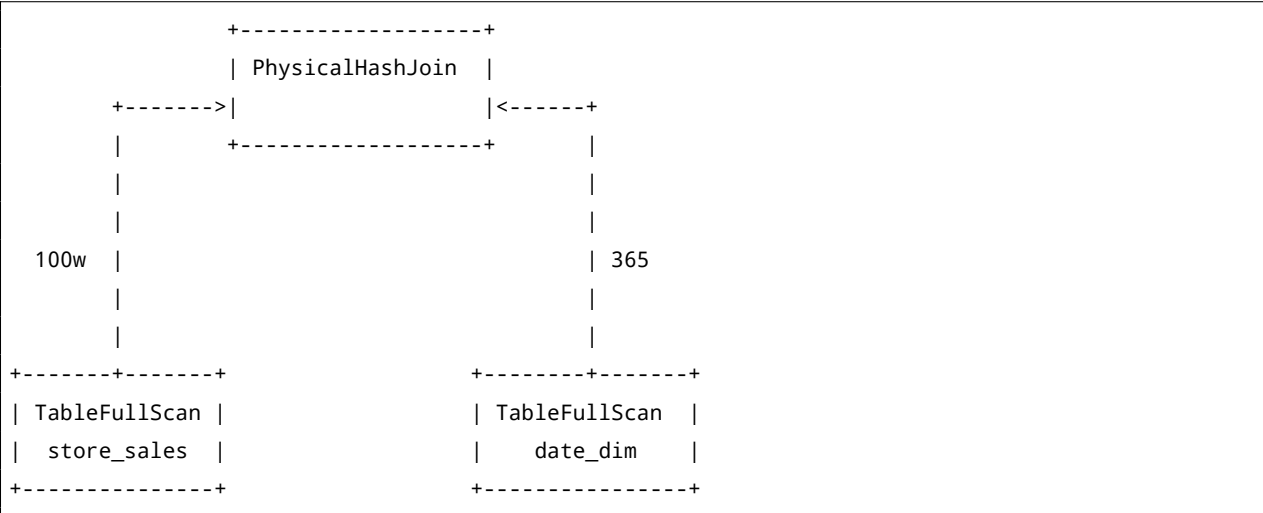 +-------------------+
                 | PhysicalHashJoin  |
        +------->|                   |<------+
        |        +-------------------+       |
        |                                    |
        |                                    |
  100w  |                                    | 365
        |                                    |
        |                                    |
+-------+-------+                   +--------+-------+
| TableFullScan |                   | TableFullScan  |
|  store_sales  |                   |    date_dim    |
+---------------+                   +----------------+